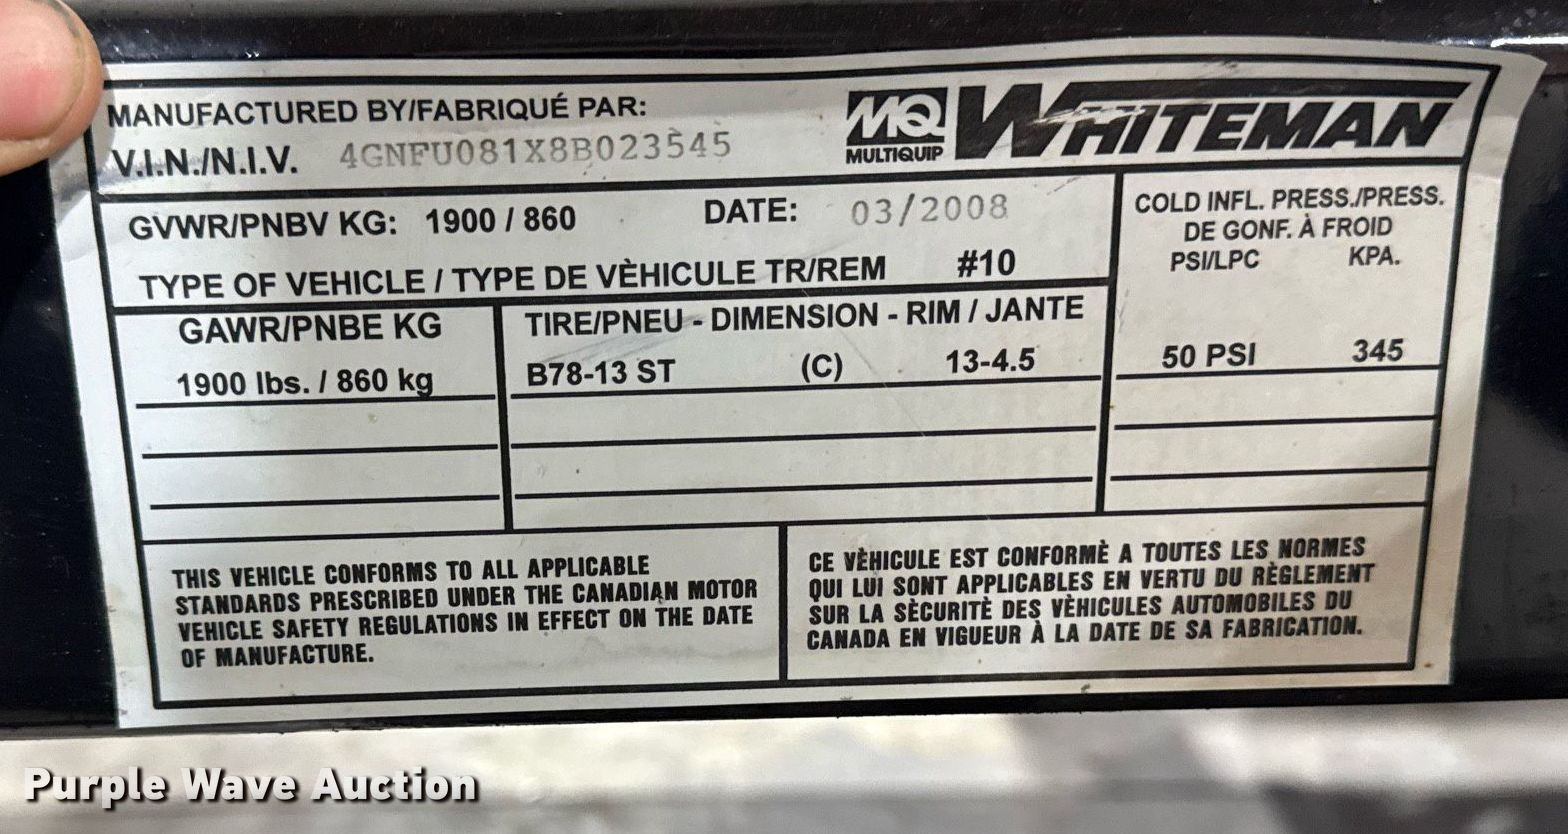 MANUFACTURED BY/FABRIQUÉ PAR:
MQ WHITEMAN
MULTIQUIP
V.I.N./N.I.V. 4GNFU081X8B023545
GVWR/PNBV KG: 1900 / 860 DATE: 03/2008
TYPE OF VEHICLE / TYPE DE VÈHICULE TR/REM #10
COLD INFL. PRESS./PRESS.
DE GONF. À FROID
PSI/LPC KPA.
GAWR/PNBE KG TIRE/PNEU - DIMENSION - RIM / JANTE
1900 lbs. / 860 kg B78-13 ST (C) 13-4.5 50 PSI 345
THIS VEHICLE CONFORMS TO ALL APPLICABLE
STANDARDS PRESCRIBED UNDER THE CANADIAN MOTOR
VEHICLE SAFETY REGULATIONS IN EFFECT ON THE DATE
OF MANUFACTURE.
CE VÈHICULE EST CONFORMÈ A TOUTES LES NORMES
QUI LUI SONT APPLICABLES EN VERTU DU RÈGLEMENT
SUR LA SÈCURITÈ DES VÈHICULES AUTOMOBILES DU
CANADA EN VIGUEUR À LA DATE DE SA FABRICATION.
Purple Wave Auction